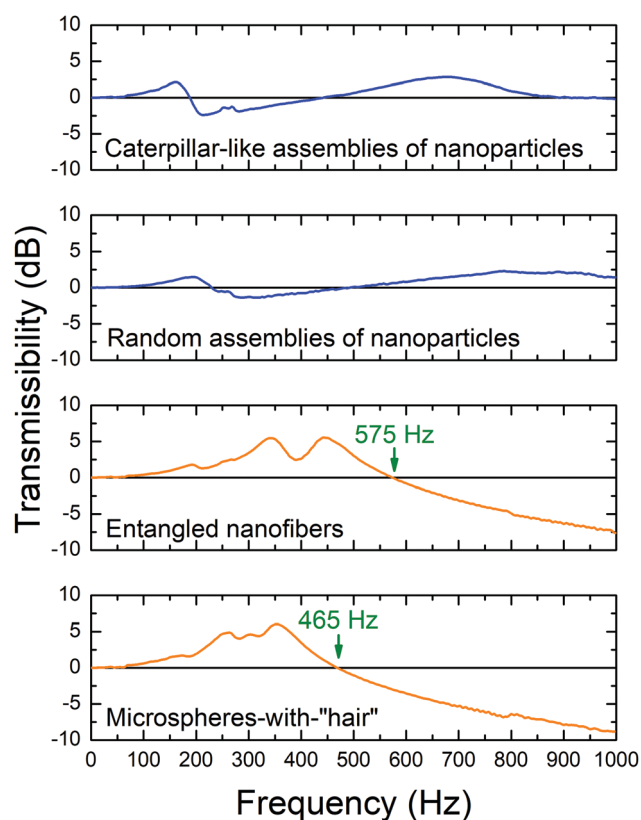 Transmissibility (dB)
10
5
0
-5
-10
Caterpillar-like assemblies of nanoparticles
10
5
0
-5
-10
Random assemblies of nanoparticles
10
5
0
-5
-10
575 Hz
Entangled nanofibers
10
5
0
-5
-10
465 Hz
Microspheres-with-"hair"
0 100 200 300 400 500 600 700 800 900 1000
Frequency (Hz)